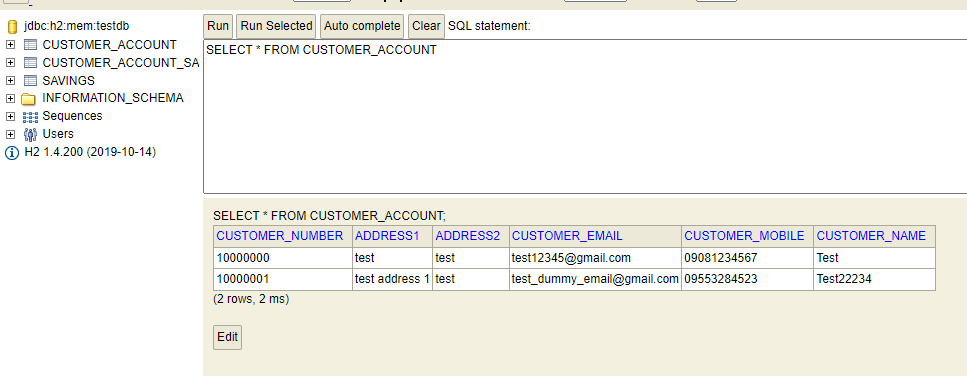 jdbc:h2:mem:testdb
CUSTOMER_ACCOUNT
CUSTOMER_ACCOUNT_SA
SAVINGS
INFORMATION_SCHEMA
Sequences
Users
H2 1.4.200 (2019-10-14)
Run Run Selected Auto complete Clear SQL statement:
SELECT * FROM CUSTOMER_ACCOUNT
SELECT * FROM CUSTOMER_ACCOUNT;
CUSTOMER_NUMBER ADDRESS1 ADDRESS2 CUSTOMER_EMAIL CUSTOMER_MOBILE CUSTOMER_NAME
10000000 test test test12345@gmail.com 09081234567 Test
10000001 test address 1 test test_dummy_email@gmail.com 09553284523 Test22234
(2 rows, 2 ms)
Edit